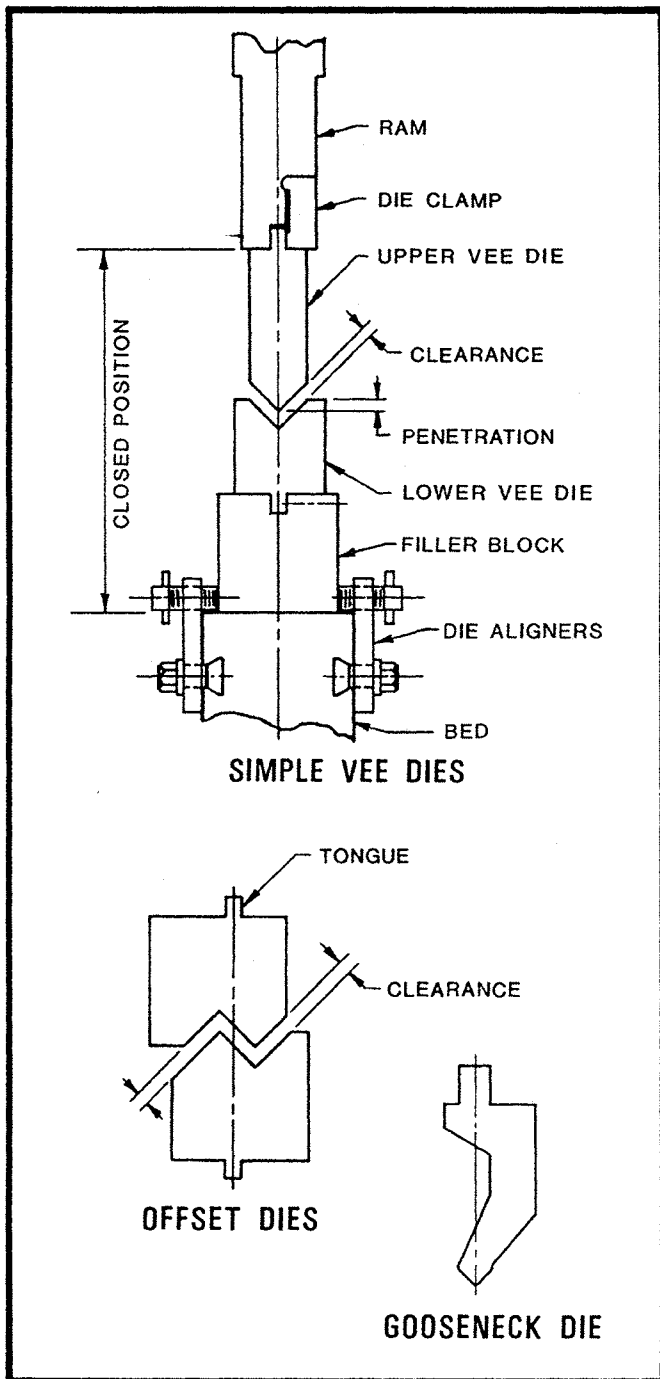 RAM
DIE CLAMP
UPPER VEE DIE
CLEARANCE
CLOSED POSITION
PENETRATION
LOWER VEE DIE
FILLER BLOCK
DIE ALIGNERS
BED
SIMPLE VEE DIES
TONGUE
CLEARANCE
OFFSET DIES
GOOSENECK DIE